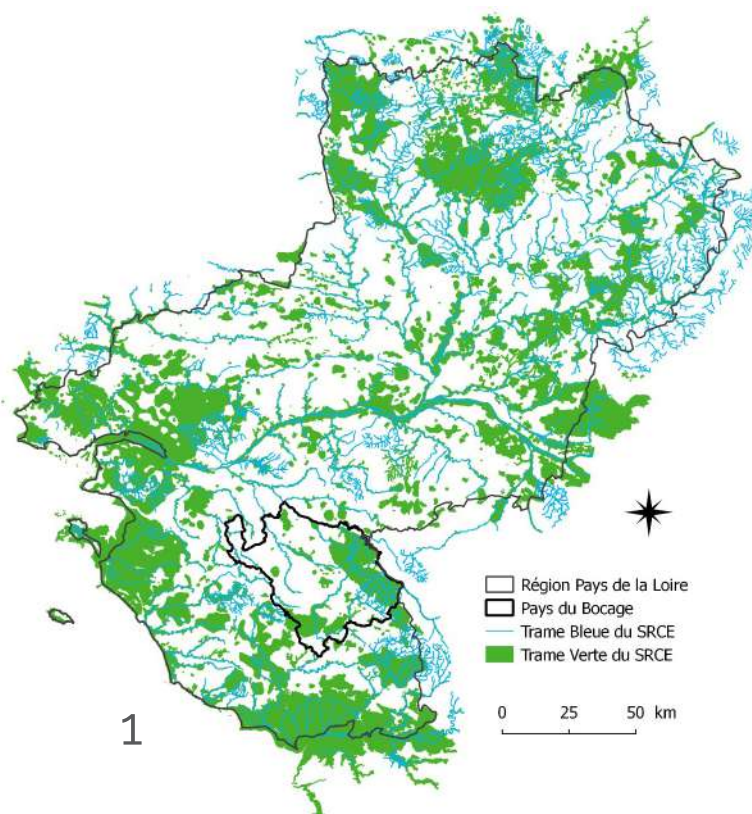 Région Pays de la Loire
Pays du Bocage
Trame Bleue du SRCE
Trame Verte du SRCE
0 25 50 km
1